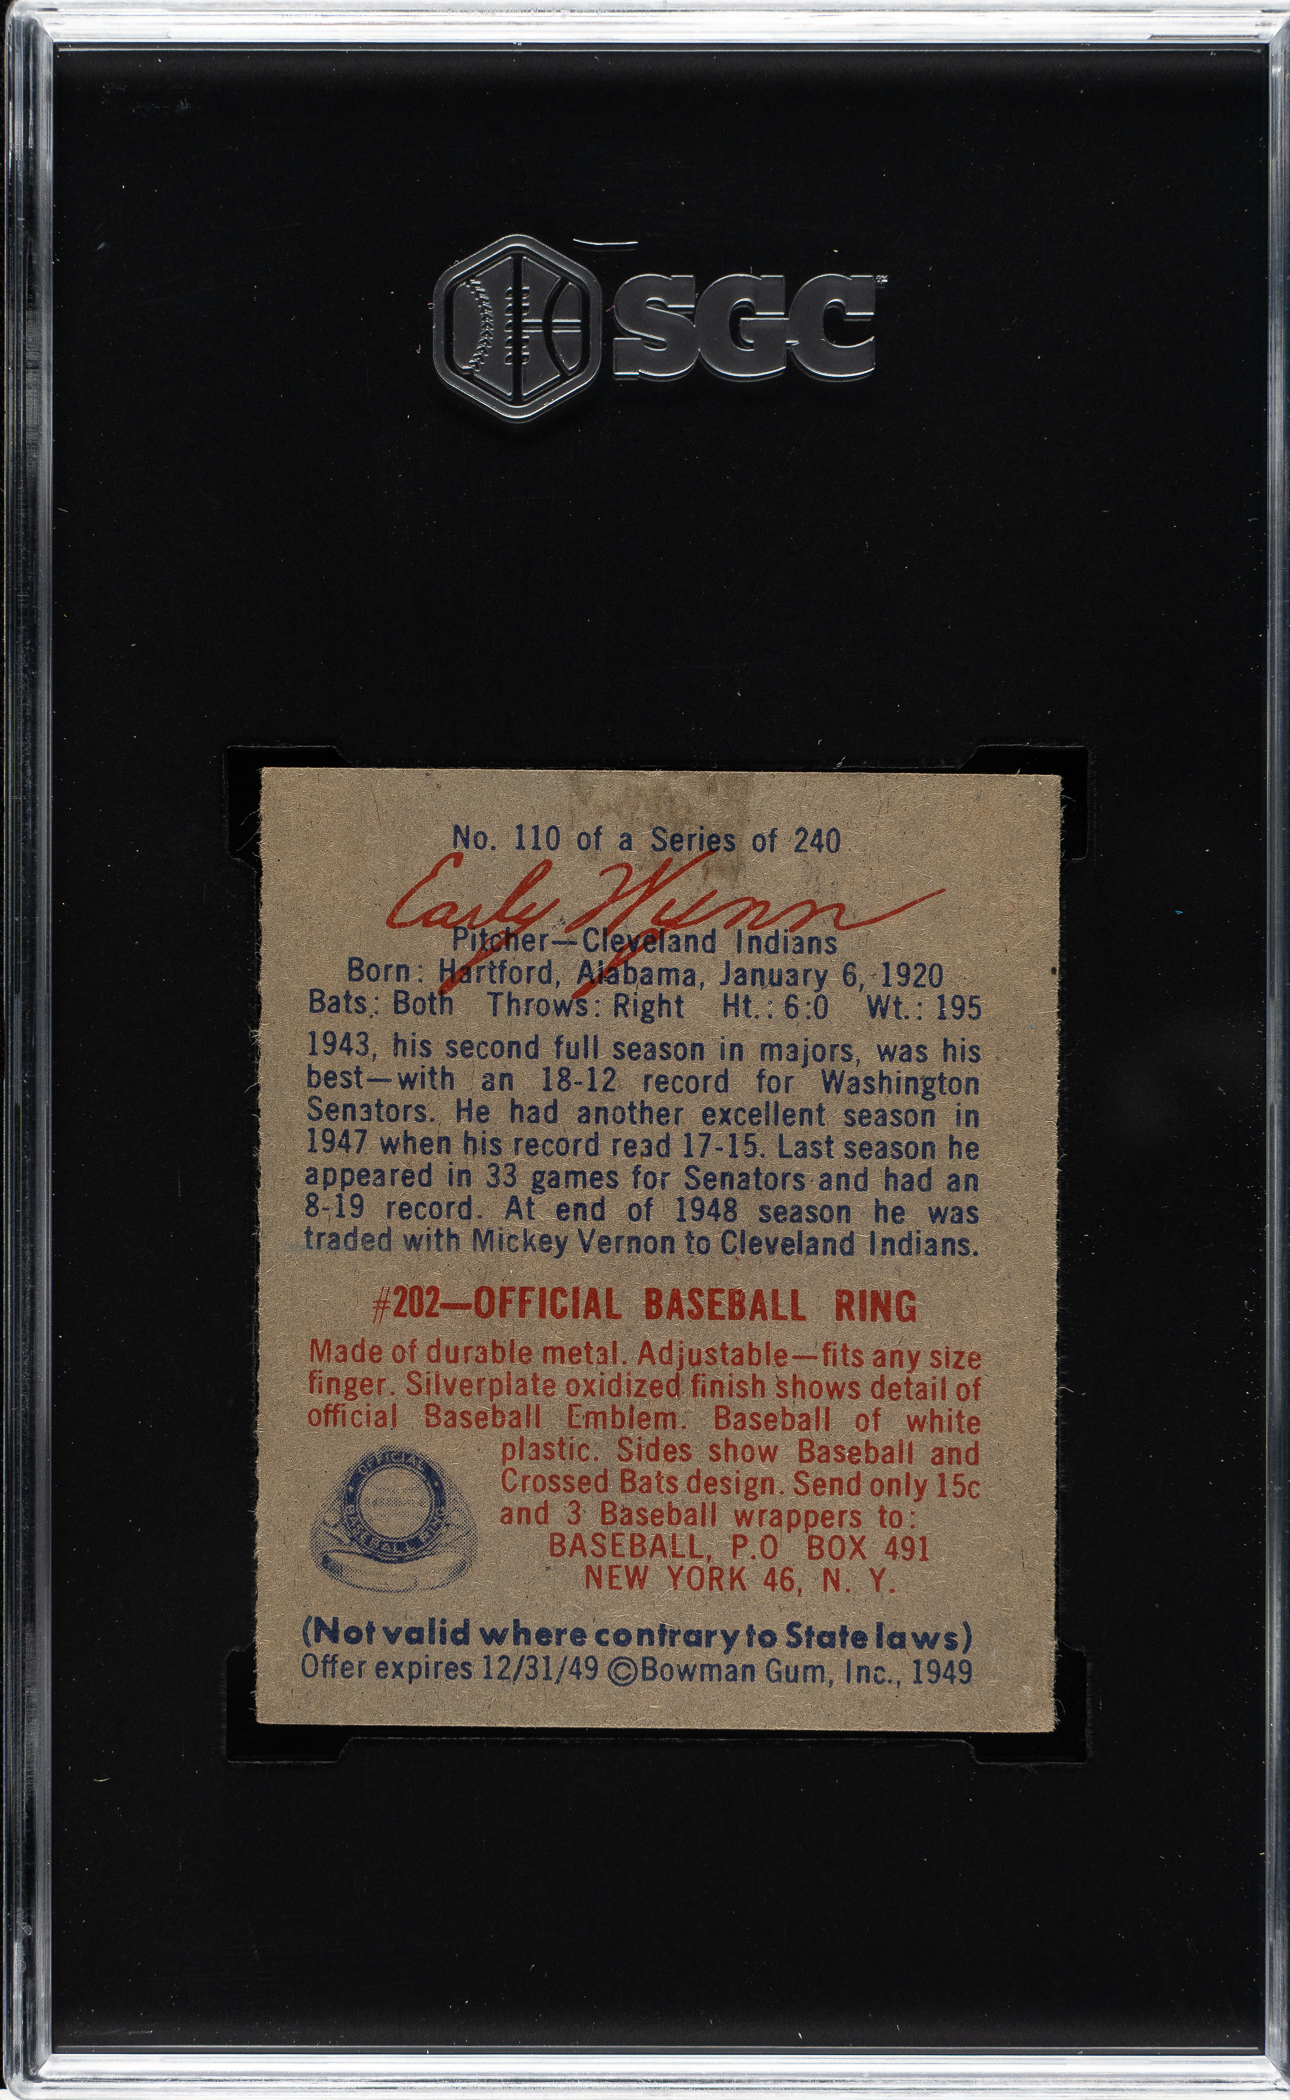 SGC
No. 110 of a Series of 240
Early Wynn
Pitcher—Cleveland Indians
Born: Hartford, Alabama, January 6, 1920
Bats: Both Throws: Right Ht.: 6:0 Wt.: 195
1943, his second full season in majors, was his
best—with an 18-12 record for Washington
Senators. He had another excellent season in
1947 when his record read 17-15. Last season he
appeared in 33 games for Senators and had an
8-19 record. At end of 1948 season he was
traded with Mickey Vernon to Cleveland Indians.
#202—OFFICIAL BASEBALL RING
Made of durable metal. Adjustable—fits any size
finger. Silverplate oxidized finish shows detail of
official Baseball Emblem. Baseball of white
plastic. Sides show Baseball and
Crossed Bats design. Send only 15c
and 3 Baseball wrappers to:
BASEBALL, P.O BOX 491
NEW YORK 46, N. Y.
OFFICIAL
BASEBALL RING
(Not valid where contrary to State laws)
Offer expires 12/31/49 ©Bowman Gum, Inc., 1949